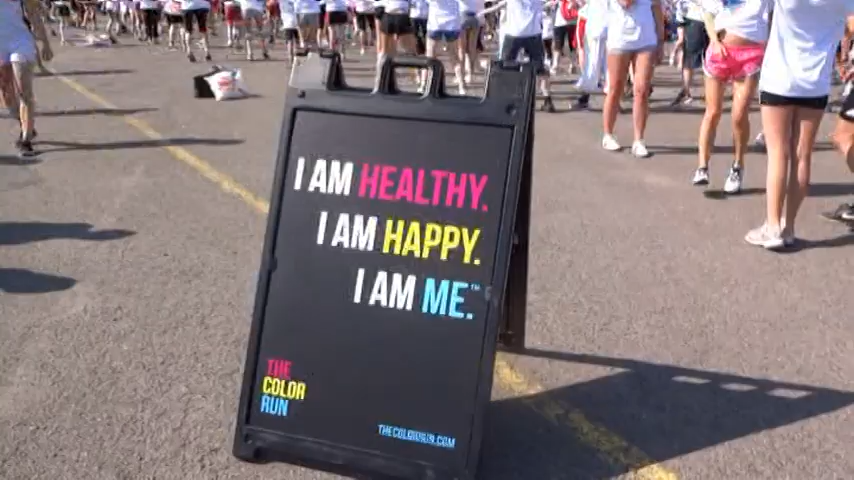 I AM HEALTHY.
I AM HAPPY.
I AM ME.™
THE
COLOR
RUN
THECOLORRUN.COM